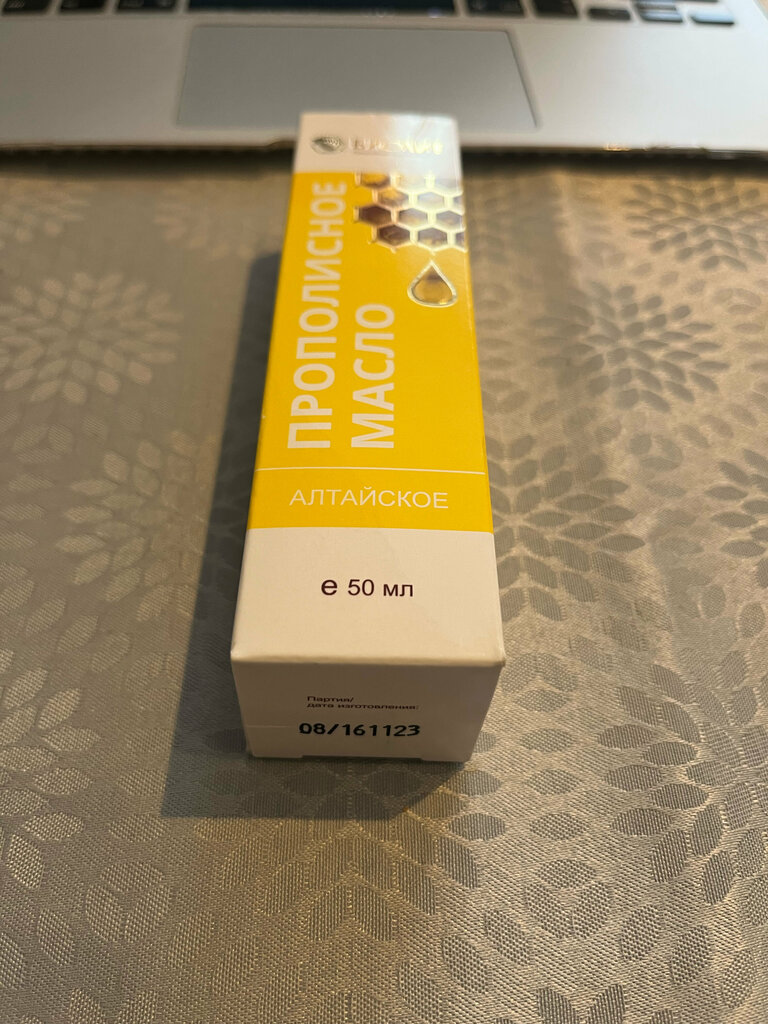 ПРОПОЛИСНОЕ
МАСЛО
АЛТАЙСКОЕ
℮ 50 мл
Партия/
дата изготовления:
08/161123